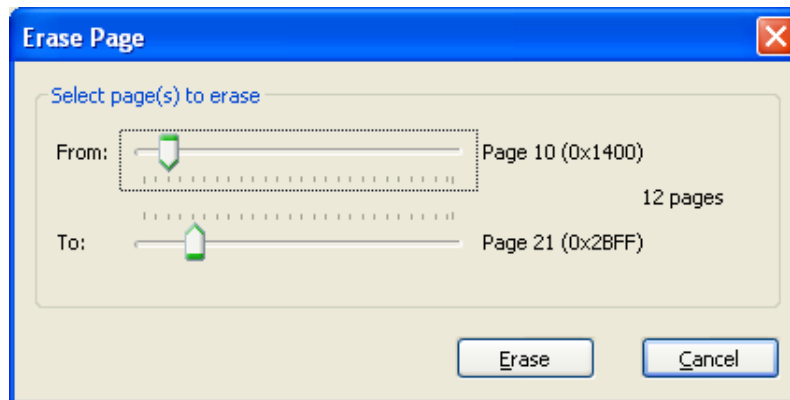 Erase Page
Select page(s) to erase
From: Page 10 (0x1400)
12 pages
To: Page 21 (0x2BFF)
Erase Cancel